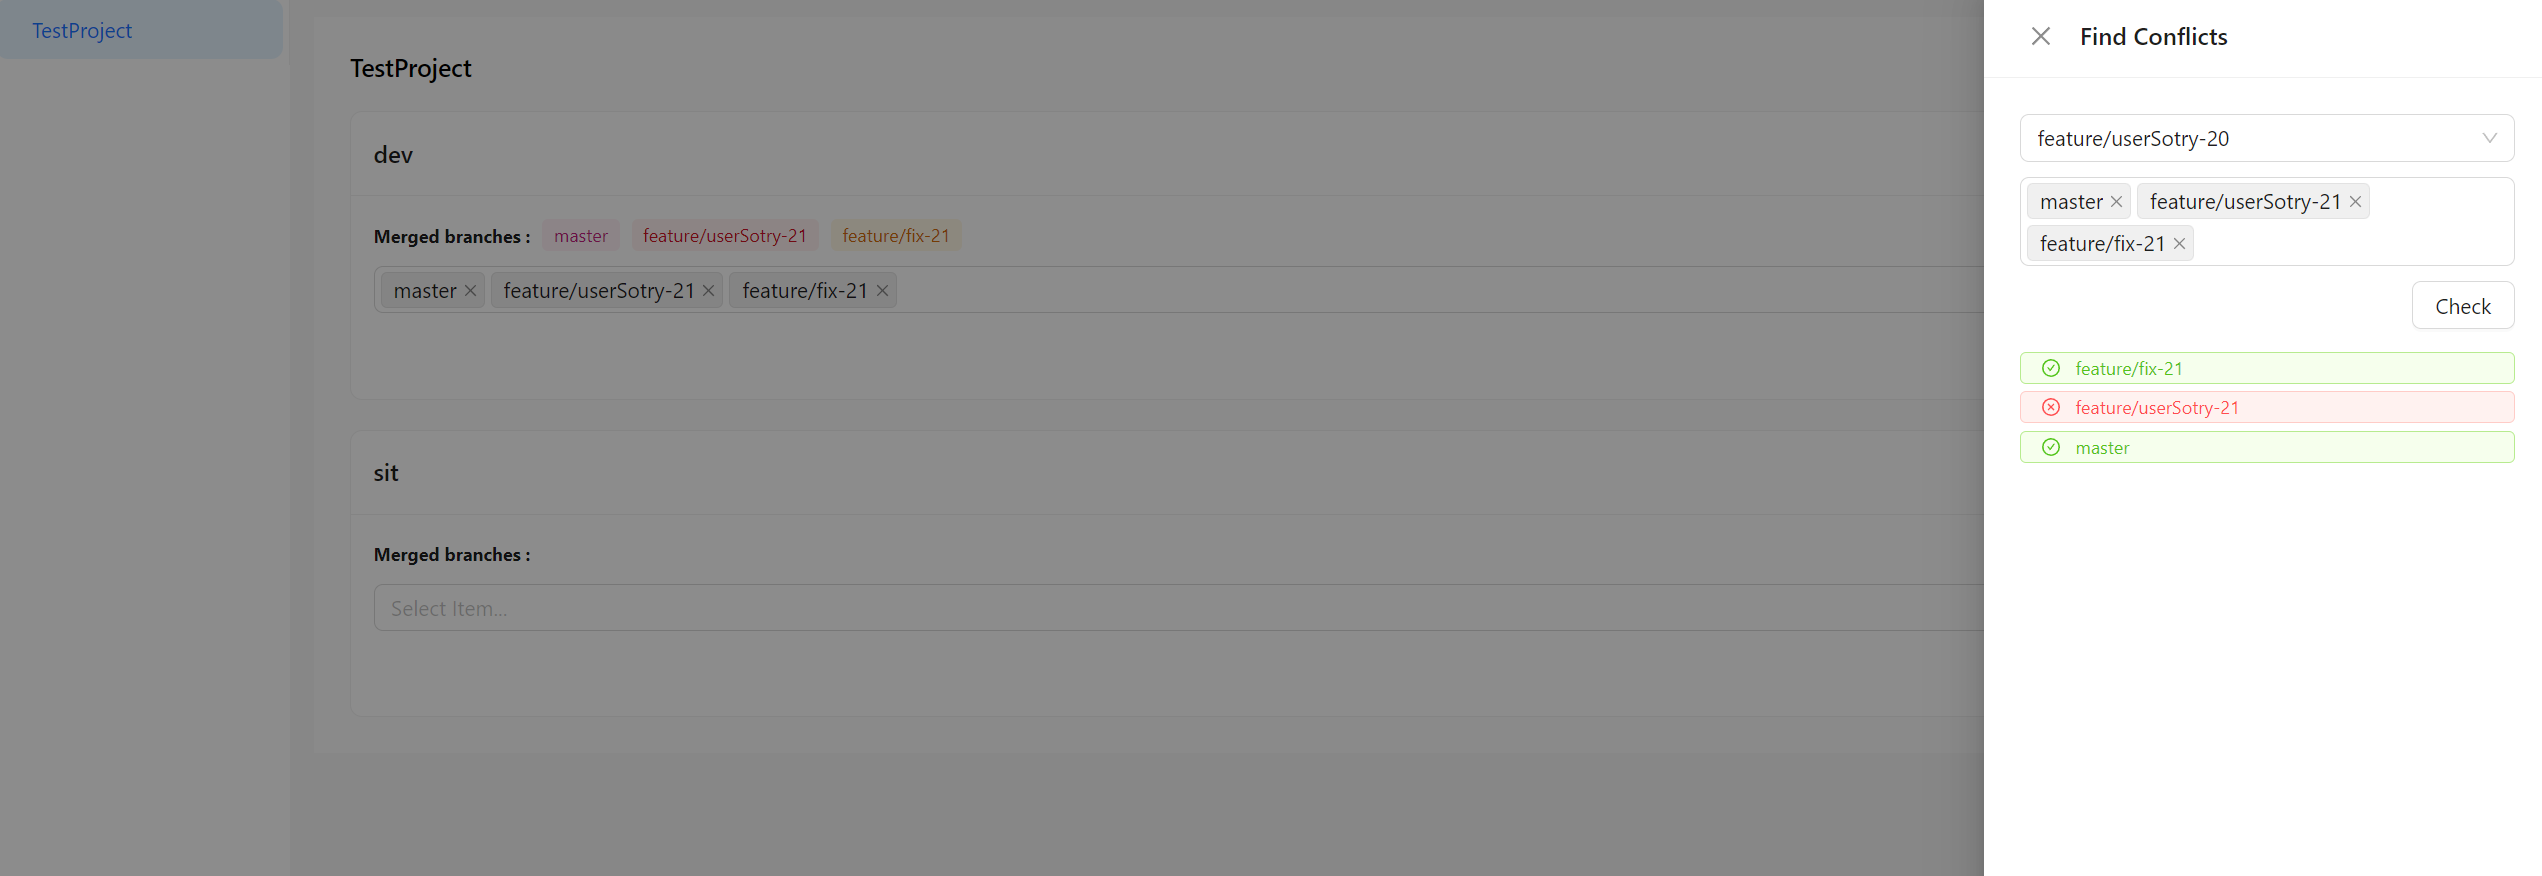 TestProject
TestProject
dev
Merged branches : master feature/userSotry-21 feature/fix-21
master feature/userSotry-21 feature/fix-21
sit
Merged branches :
Select Item...
Find Conflicts
feature/userSotry-20
master feature/userSotry-21
feature/fix-21
Check
feature/fix-21
feature/userSotry-21
master